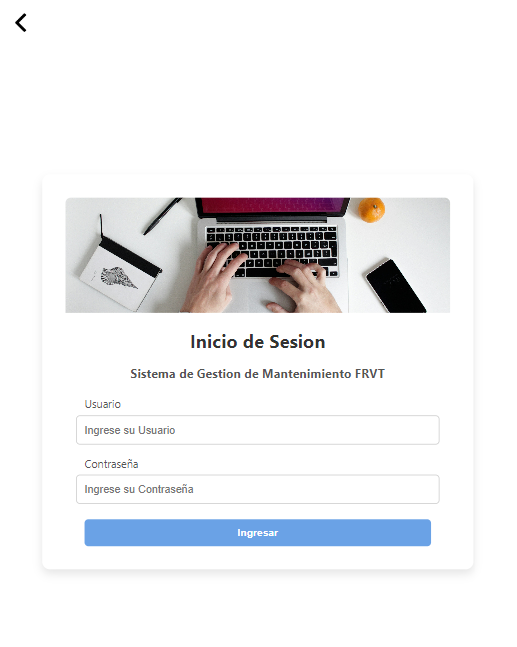 Inicio de Sesion
Sistema de Gestion de Mantenimiento FRVT
Usuario
Ingrese su Usuario
Contraseña
Ingrese su Contraseña
Ingresar